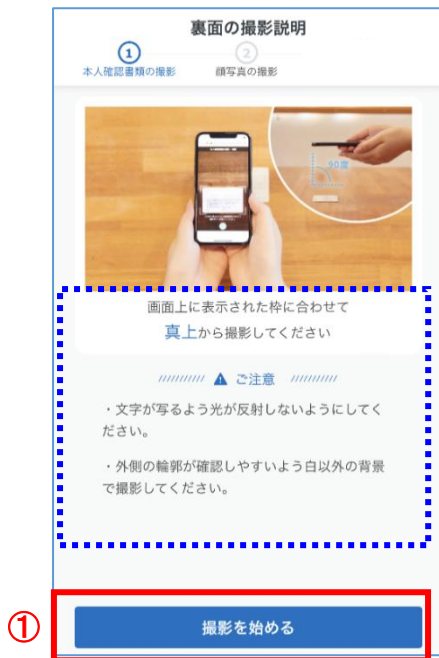 裏面の撮影説明
1
2
本人確認書類の撮影
顔写真の撮影
90度
画面上に表示された枠に合わせて
真上から撮影してください
ご注意
・文字が写るよう光が反射しないようにしてく
ださい。
・外側の輪郭が確認しやすいよう白以外の背景
で撮影してください。
①
撮影を始める